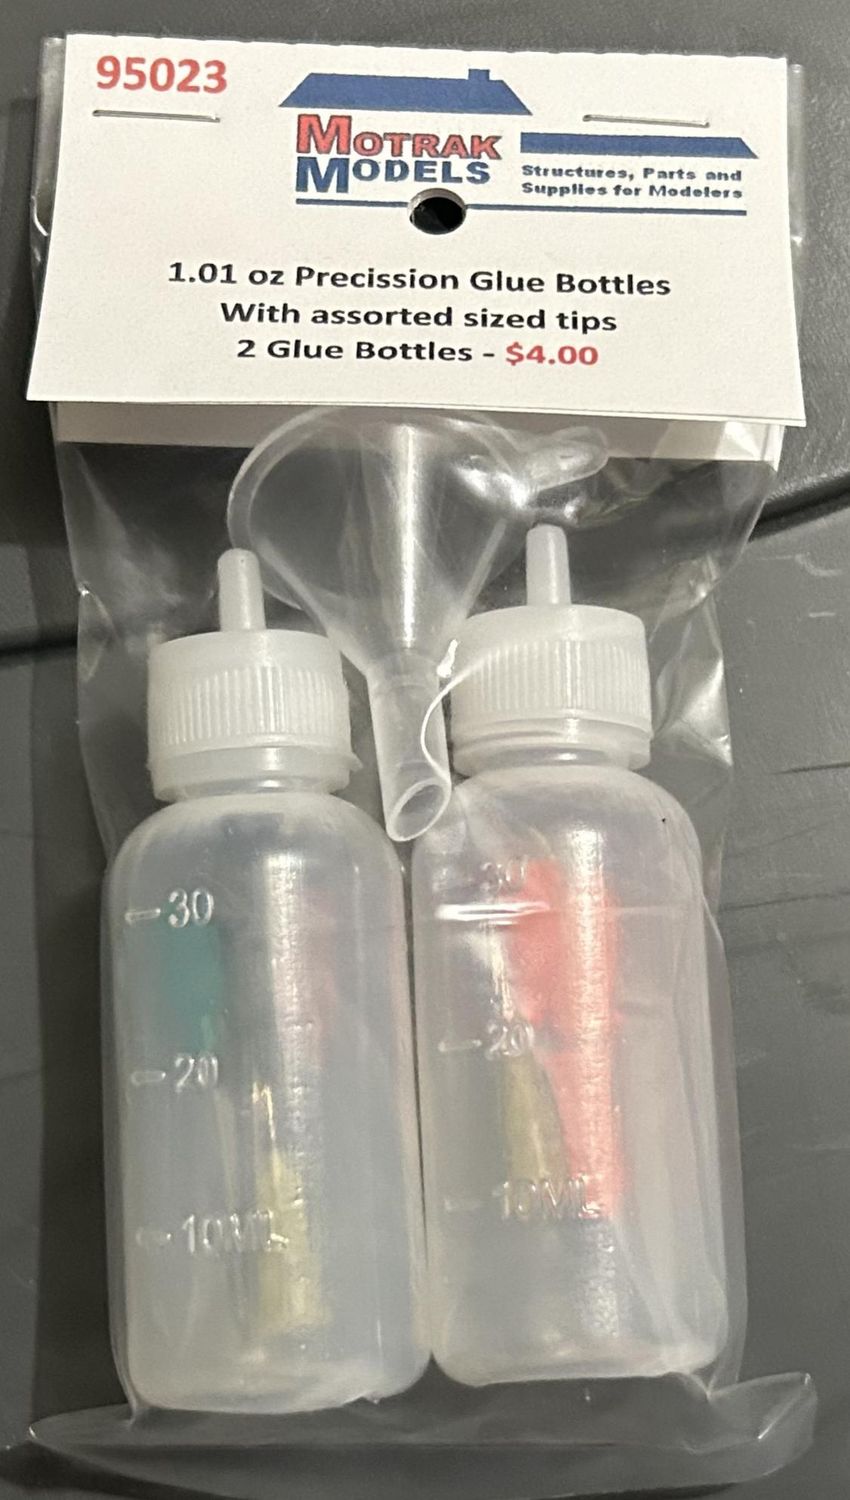 95023
MOTRAK
MODELS
Structures, Parts and
Supplies for Modelers
1.01 oz Precission Glue Bottles
With assorted sized tips
2 Glue Bottles - $4.00
30
20
10ML
30
20
10ML